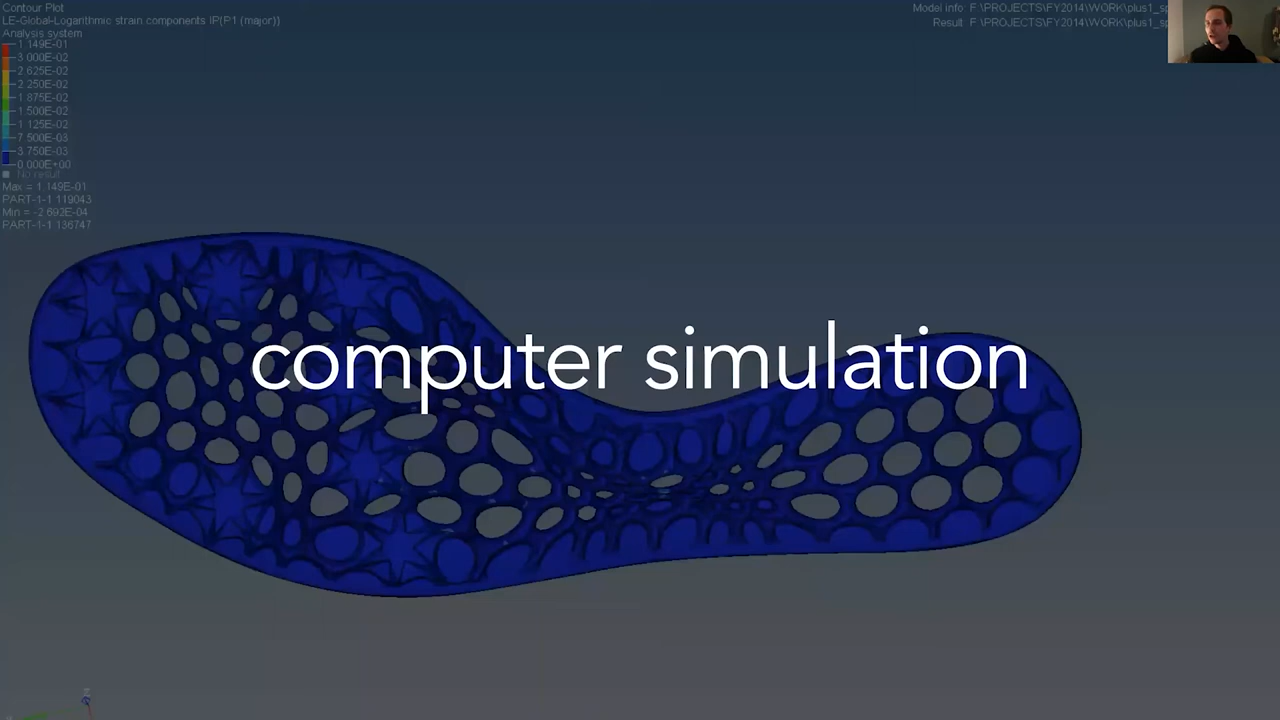 Contour Plot
LE-Global-Logarithmic strain components IP(P1 (major))
Analysis system
1.149E-01
3.000E-02
2.625E-02
2.250E-02
1.875E-02
1.500E-02
1.125E-02
7.500E-03
3.750E-03
0.000E+00
No result
Max = 1.149E-01
PART-1-1 119043
Min = -2.692E-04
PART-1-1 136747
Model info: F:\PROJECTS\FY2014\WORK\plus1_sp
Result: F:\PROJECTS\FY2014\WORK\plus1_sp
computer simulation